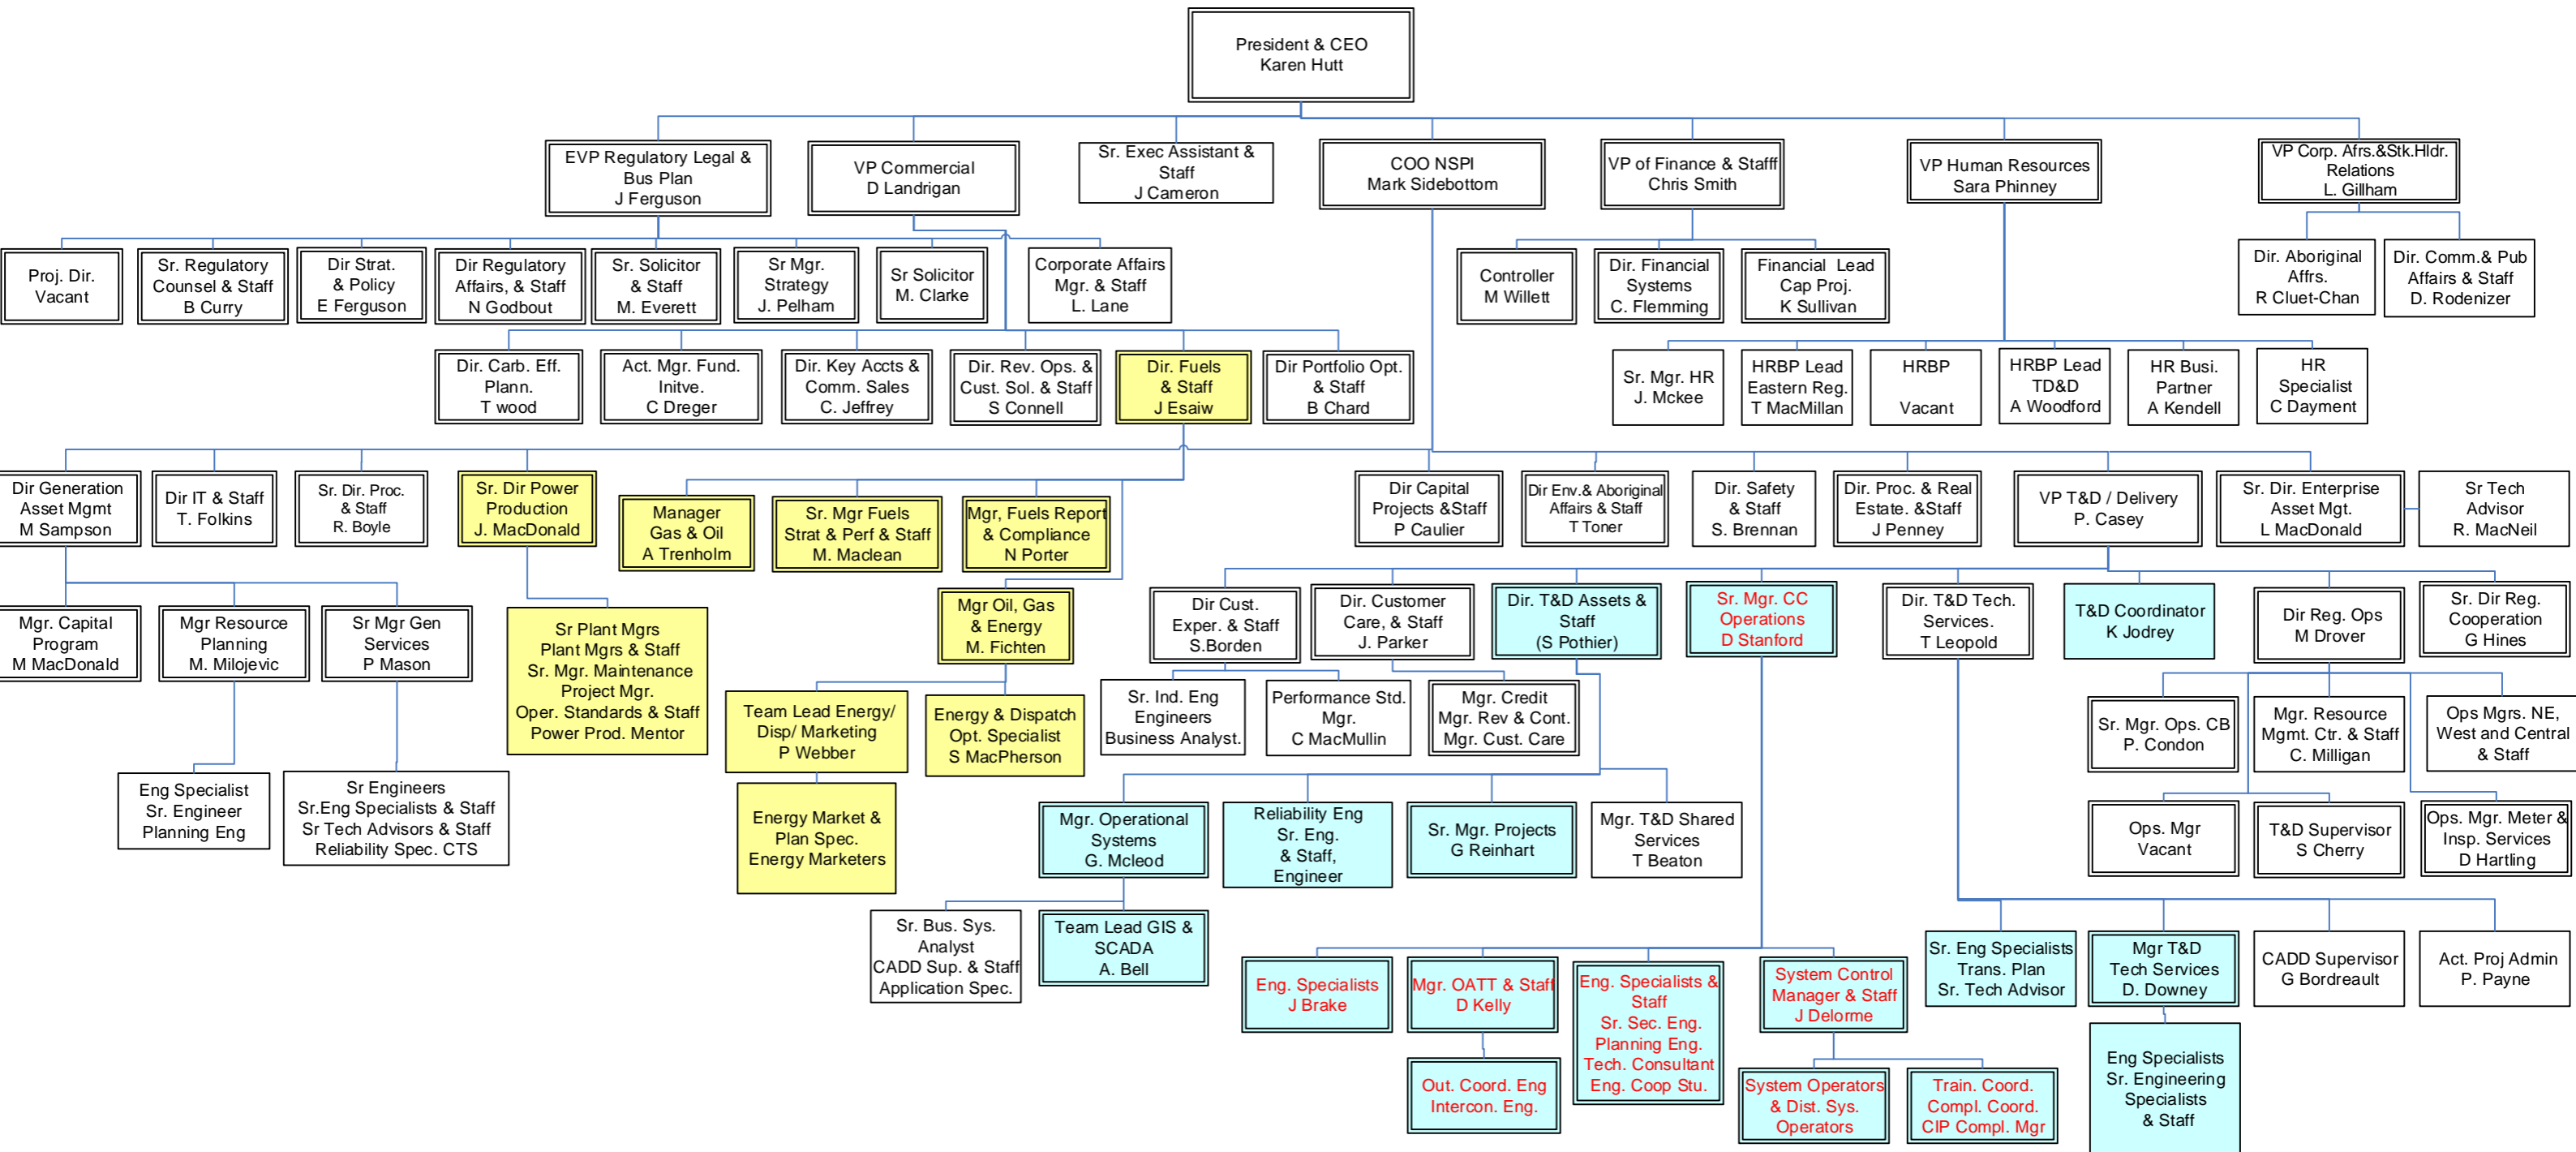 President & CEO
Karen Hutt
EVP Regulatory Legal &
Bus Plan
J Ferguson
VP Commercial
D Landrigan
Sr. Exec Assistant &
Staff
J Cameron
COO NSPI
Mark Sidebottom
VP of Finance & Stafff
Chris Smith
VP Human Resources
Sara Phinney
VP Corp. Afrs.&Stk.Hldr.
Relations
L. Gillham
Proj. Dir.
Vacant
Sr. Regulatory
Counsel & Staff
B Curry
Dir Strat.
& Policy
E Ferguson
Dir Regulatory
Affairs, & Staff
N Godbout
Sr. Solicitor
& Staff
M. Everett
Sr Mgr.
Strategy
J. Pelham
Sr Solicitor
M. Clarke
Corporate Affairs
Mgr. & Staff
L. Lane
Controller
M Willett
Dir. Financial
Systems
C. Flemming
Financial Lead
Cap Proj.
K Sullivan
Dir. Aboriginal
Affrs.
R Cluet-Chan
Dir. Comm.& Pub
Affairs & Staff
D. Rodenizer
Dir. Carb. Eff.
Plann.
T wood
Act. Mgr. Fund.
Initve.
C Dreger
Dir. Key Accts &
Comm. Sales
C. Jeffrey
Dir. Rev. Ops. &
Cust. Sol. & Staff
S Connell
Dir. Fuels
& Staff
J Esaiw
Dir Portfolio Opt.
& Staff
B Chard
Sr. Mgr. HR
J. Mckee
HRBP Lead
Eastern Reg.
T MacMillan
HRBP
Vacant
HRBP Lead
TD&D
A Woodford
HR Busi.
Partner
A Kendell
HR
Specialist
C Dayment
Dir Generation
Asset Mgmt
M Sampson
Dir IT & Staff
T. Folkins
Sr. Dir. Proc.
& Staff
R. Boyle
Sr. Dir Power
Production
J. MacDonald
Manager
Gas & Oil
A Trenholm
Sr. Mgr Fuels
Strat & Perf & Staff
M. Maclean
Mgr, Fuels Report
& Compliance
N Porter
Dir Capital
Projects &Staff
P Caulier
Dir Env.& Aboriginal
Affairs & Staff
T Toner
Dir. Safety
& Staff
S. Brennan
Dir. Proc. & Real
Estate. &Staff
J Penney
VP T&D / Delivery
P. Casey
Sr. Dir. Enterprise
Asset Mgt.
L MacDonald
Sr Tech
Advisor
R. MacNeil
Mgr. Capital
Program
M MacDonald
Mgr Resource
Planning
M. Milojevic
Sr Mgr Gen
Services
P Mason
Sr Plant Mgrs
Plant Mgrs & Staff
Sr. Mgr. Maintenance
Project Mgr.
Oper. Standards & Staff
Power Prod. Mentor
Mgr Oil, Gas
& Energy
M. Fichten
Dir Cust.
Exper. & Staff
S.Borden
Dir. Customer
Care, & Staff
J. Parker
Dir. T&D Assets &
Staff
(S Pothier)
Sr. Mgr. CC
Operations
D Stanford
Dir. T&D Tech.
Services.
T Leopold
T&D Coordinator
K Jodrey
Dir Reg. Ops
M Drover
Sr. Dir Reg.
Cooperation
G Hines
Team Lead Energy/
Disp/ Marketing
P Webber
Energy & Dispatch
Opt. Specialist
S MacPherson
Sr. Ind. Eng
Engineers
Business Analyst.
Performance Std.
Mgr.
C MacMullin
Mgr. Credit
Mgr. Rev & Cont.
Mgr. Cust. Care
Sr. Mgr. Ops. CB
P. Condon
Mgr. Resource
Mgmt. Ctr. & Staff
C. Milligan
Ops Mgrs. NE,
West and Central
& Staff
Eng Specialist
Sr. Engineer
Planning Eng
Sr Engineers
Sr.Eng Specialists & Staff
Sr Tech Advisors & Staff
Reliability Spec. CTS
Energy Market &
Plan Spec.
Energy Marketers
Mgr. Operational
Systems
G. Mcleod
Reliability Eng
Sr. Eng.
& Staff,
Engineer
Sr. Mgr. Projects
G Reinhart
Mgr. T&D Shared
Services
T Beaton
Ops. Mgr
Vacant
T&D Supervisor
S Cherry
Ops. Mgr. Meter &
Insp. Services
D Hartling
Sr. Bus. Sys.
Analyst
CADD Sup. & Staff
Application Spec.
Team Lead GIS &
SCADA
A. Bell
Eng. Specialists
J Brake
Mgr. OATT & Staff
D Kelly
Eng. Specialists &
Staff
Sr. Sec. Eng.
Planning Eng.
Tech. Consultant
Eng. Coop Stu.
System Control
Manager & Staff
J Delorme
Sr. Eng Specialists
Trans. Plan
Sr. Tech Advisor
Mgr T&D
Tech Services
D. Downey
CADD Supervisor
G Bordreault
Act. Proj Admin
P. Payne
Out. Coord. Eng
Intercon. Eng.
System Operators
& Dist. Sys.
Operators
Train. Coord.
Compl. Coord.
CIP Compl. Mgr
Eng Specialists
Sr. Engineering
Specialists
& Staff